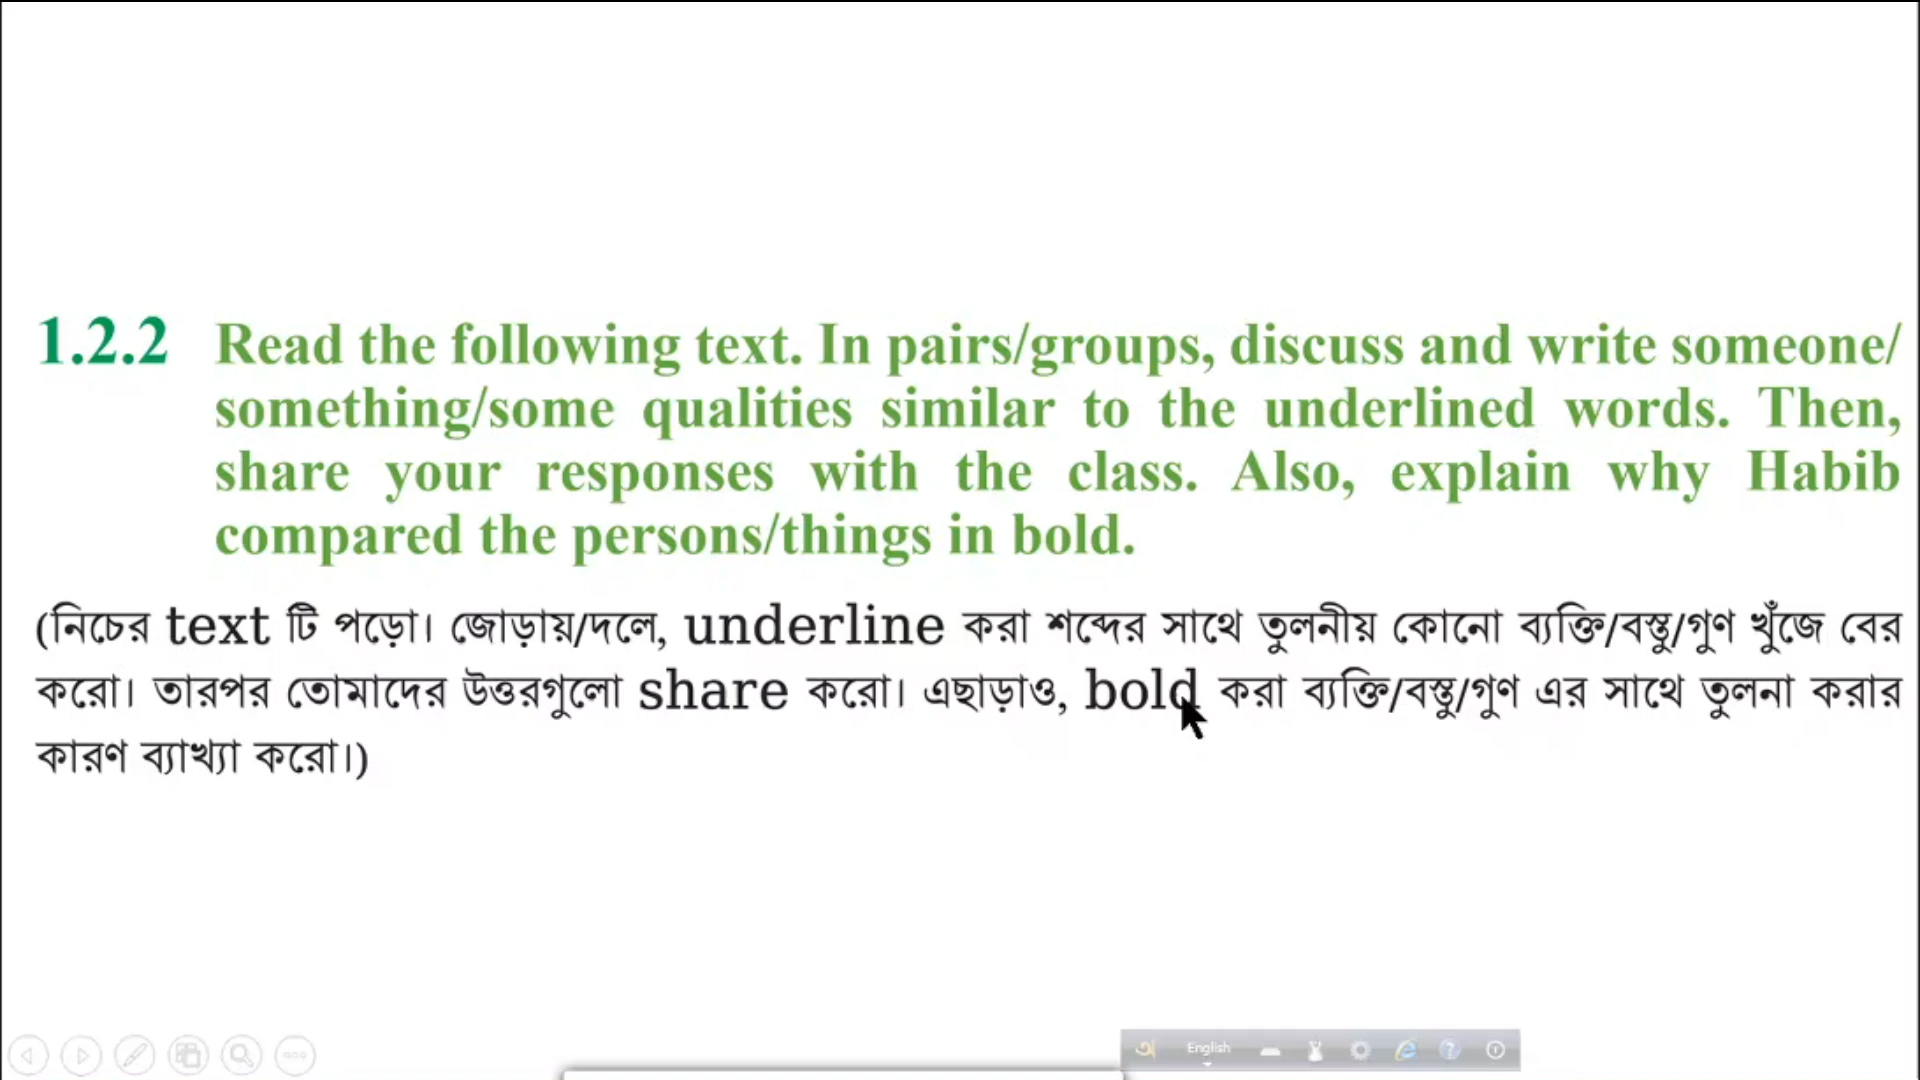 1.2.2 Read the following text. In pairs/groups, discuss and write someone/
something/some qualities similar to the underlined words. Then,
share your responses with the class. Also, explain why Habib
compared the persons/things in bold.
(নিচের text টি পড়ো। জোড়ায়/দলে, underline করা শব্দের সাথে তুলনীয় কোনো ব্যক্তি/বস্তু/গুণ খুঁজে বের
করো। তারপর তোমাদের উত্তরগুলো share করো। এছাড়াও, bold করা ব্যক্তি/বস্তু/গুণ এর সাথে তুলনা করার
কারণ ব্যাখ্যা করো।)
English